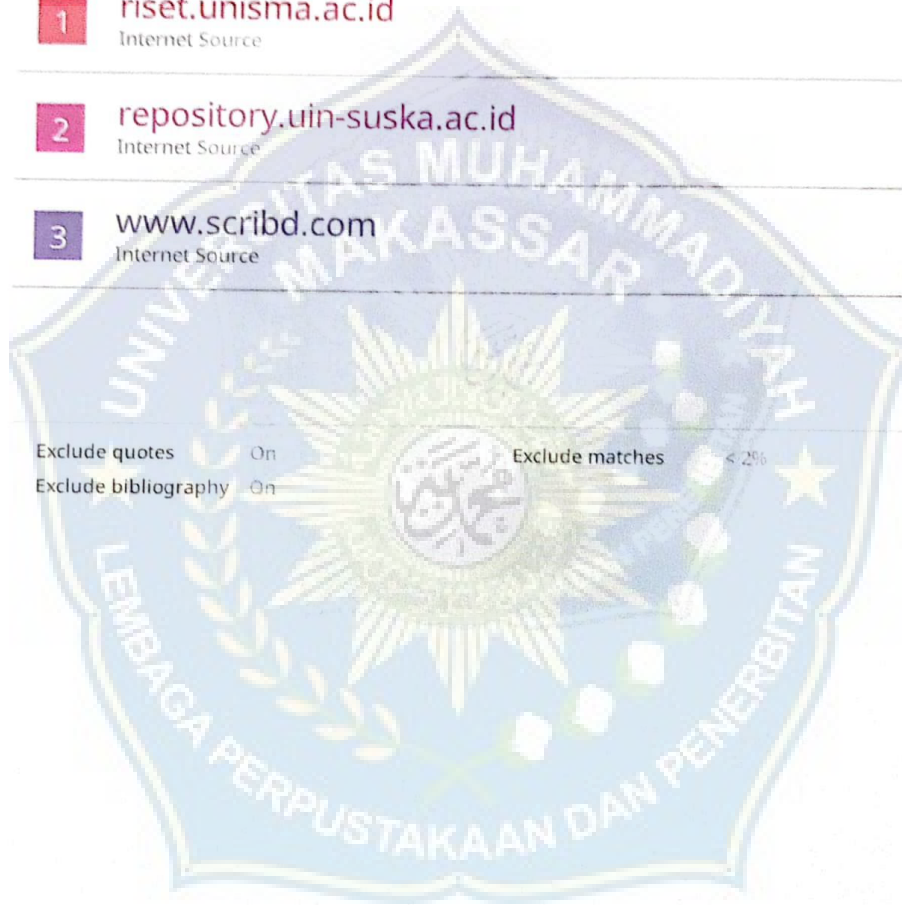 1 riset.unisma.ac.id
Internet Source
2 repository.uin-suska.ac.id
Internet Source
3 www.scribd.com
Internet Source
Exclude quotes On
Exclude bibliography On
Exclude matches < 2%
UNIVERSITAS MUHAMMADIYAH
MAKASSAR
LEMBAGA PERPUSTAKAAN DAN PENERBITAN